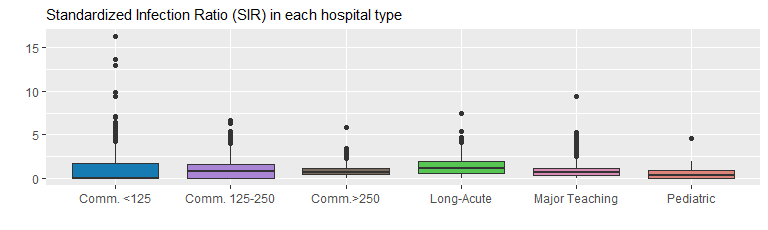 Standardized Infection Ratio (SIR) in each hospital type
15
10
5
0
Comm. <125 Comm. 125-250 Comm.>250 Long-Acute Major Teaching Pediatric